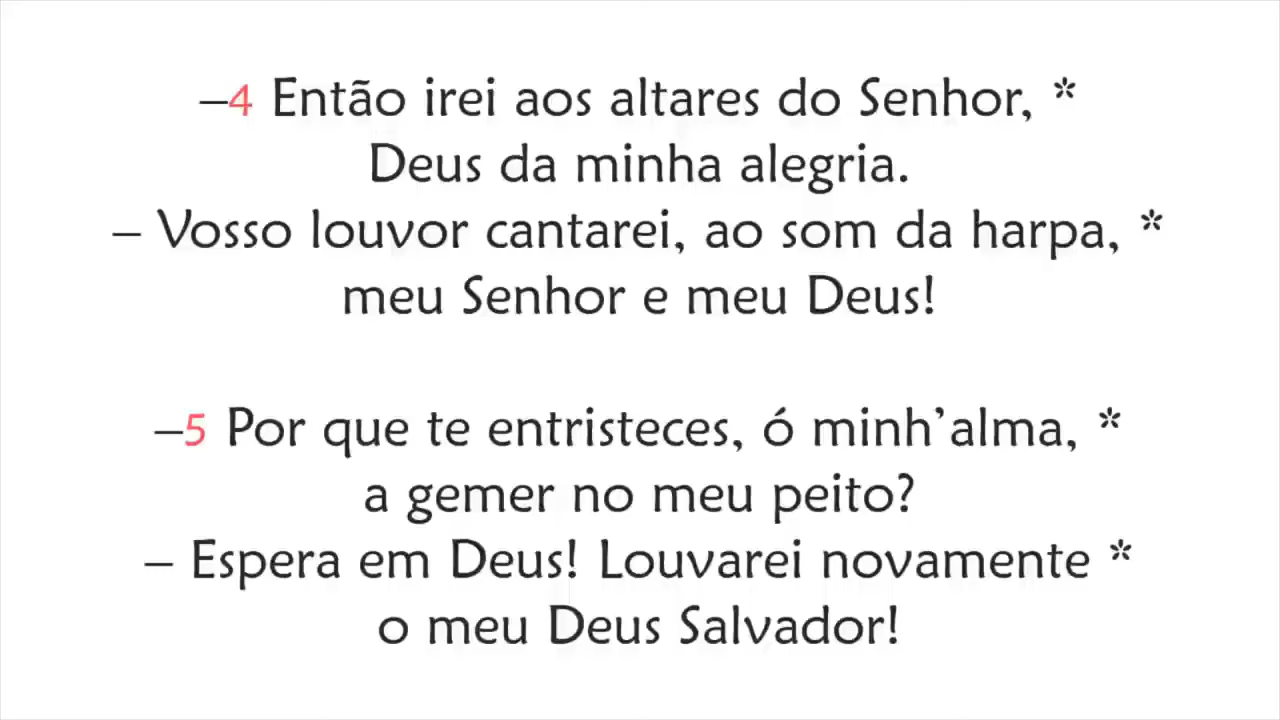 –4 Então irei aos altares do Senhor, *
Deus da minha alegria.
– Vosso louvor cantarei, ao som da harpa, *
meu Senhor e meu Deus!
–5 Por que te entristeces, ó minh’alma, *
a gemer no meu peito?
– Espera em Deus! Louvarei novamente *
o meu Deus Salvador!